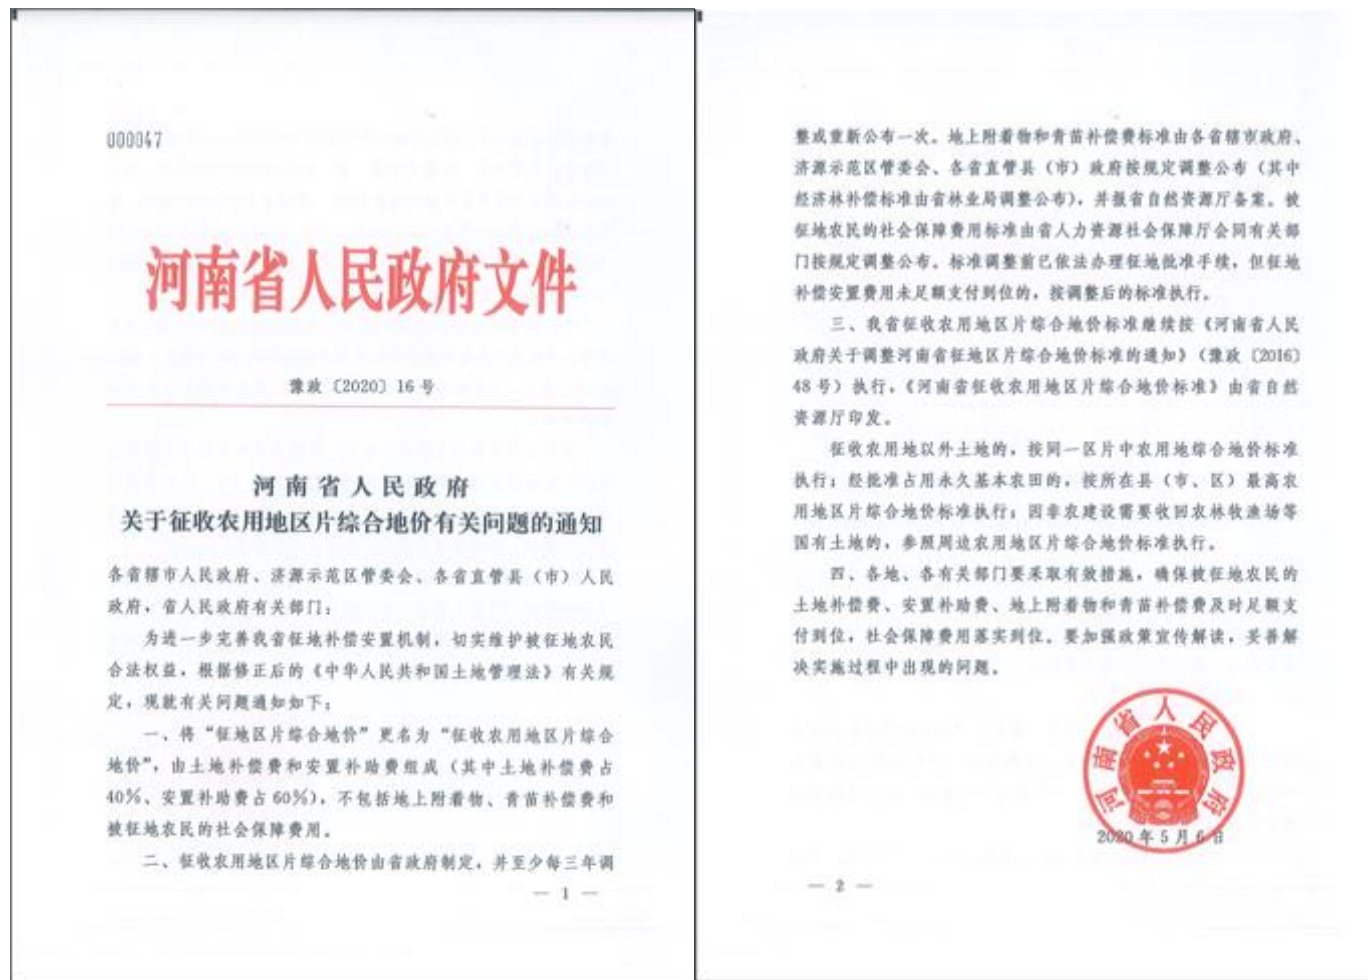 000047
河南省人民政府文件
豫政〔2020〕16号
河南省人民政府
关于征收农用地区片综合地价有关问题的通知
各省辖市人民政府、济源示范区管委会、各省直管县（市）人民
政府，省人民政府有关部门：
为进一步完善我省征地补偿安置机制，切实维护被征地农民
合法权益，根据修正后的《中华人民共和国土地管理法》有关规
定，现就有关问题通知如下：
一、将“征地区片综合地价”更名为“征收农用地区片综合
地价”，由土地补偿费和安置补助费组成（其中土地补偿费占
40%、安置补助费占60%），不包括地上附着物、青苗补偿费和
被征地农民的社会保障费用。
二、征收农用地区片综合地价由省政府制定，并至少每三年调
— 1 —
整或重新公布一次。地上附着物和青苗补偿费标准由各省辖市政府、
济源示范区管委会、各省直管县（市）政府按规定调整公布（其中
经济林补偿标准由省林业局调整公布），并报省自然资源厅备案。被
征地农民的社会保障费用标准由省人力资源社会保障厅会同有关部
门按规定调整公布。标准调整前已依法办理征地批准手续，但征地
补偿安置费用未足额支付到位的，按调整后的标准执行。
三、我省征收农用地区片综合地价标准继续按《河南省人民
政府关于调整河南省征地区片综合地价标准的通知》（豫政〔2016〕
48号）执行，《河南省征收农用地区片综合地价标准》由省自然
资源厅印发。
征收农用地以外土地的，按同一区片中农用地综合地价标准
执行；经批准占用永久基本农田的，按所在县（市、区）最高农
用地区片综合地价标准执行；因非农建设需要收回农林牧渔场等
国有土地的，参照周边农用地区片综合地价标准执行。
四、各地、各有关部门要采取有效措施，确保被征地农民的
土地补偿费、安置补助费、地上附着物和青苗补偿费及时足额支
付到位，社会保障费用落实到位。要加强政策宣传解读，妥善解
决实施过程中出现的问题。
河南省人民政府
2020年5月6日
— 2 —